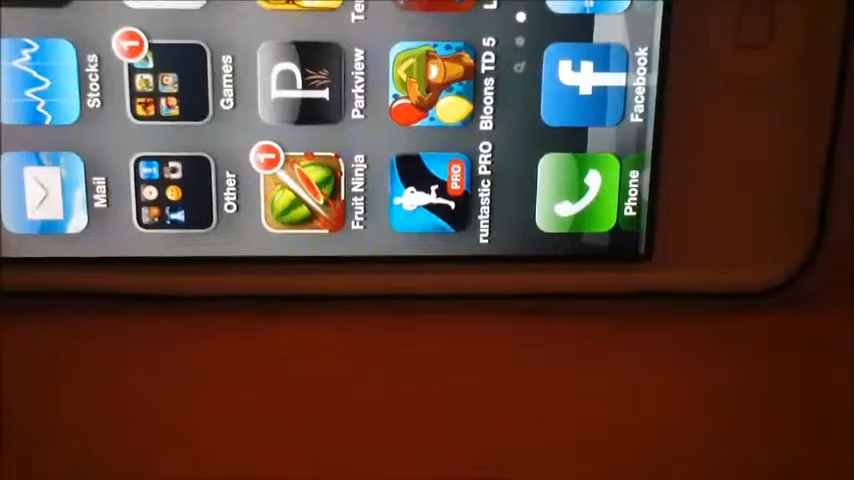 Mail Stocks
1
Other Games
1 P
Fruit Ninja Parkview
PRO
runtastic PRO Bloons TD 5
f
Phone Facebook